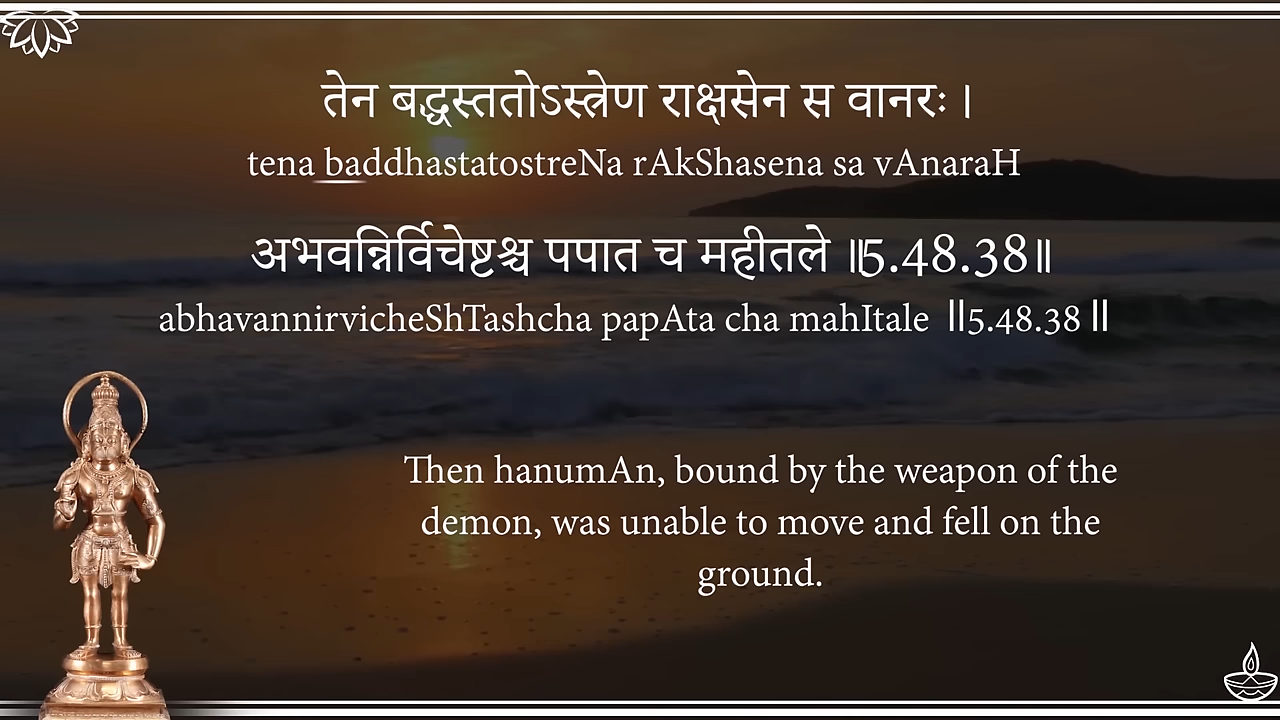 तेन बद्धस्ततोऽस्त्रेण राक्षसेन स वानरः ।
tena baddhastatostreNa rAkShasena sa vAnaraH
अभवन्निर्विचेष्टश्च पपात च महीतले ॥5.48.38॥
abhavannirvicheShTashcha papAta cha mahItale ॥5.48.38॥
Then hanumAn, bound by the weapon of the
demon, was unable to move and fell on the
ground.